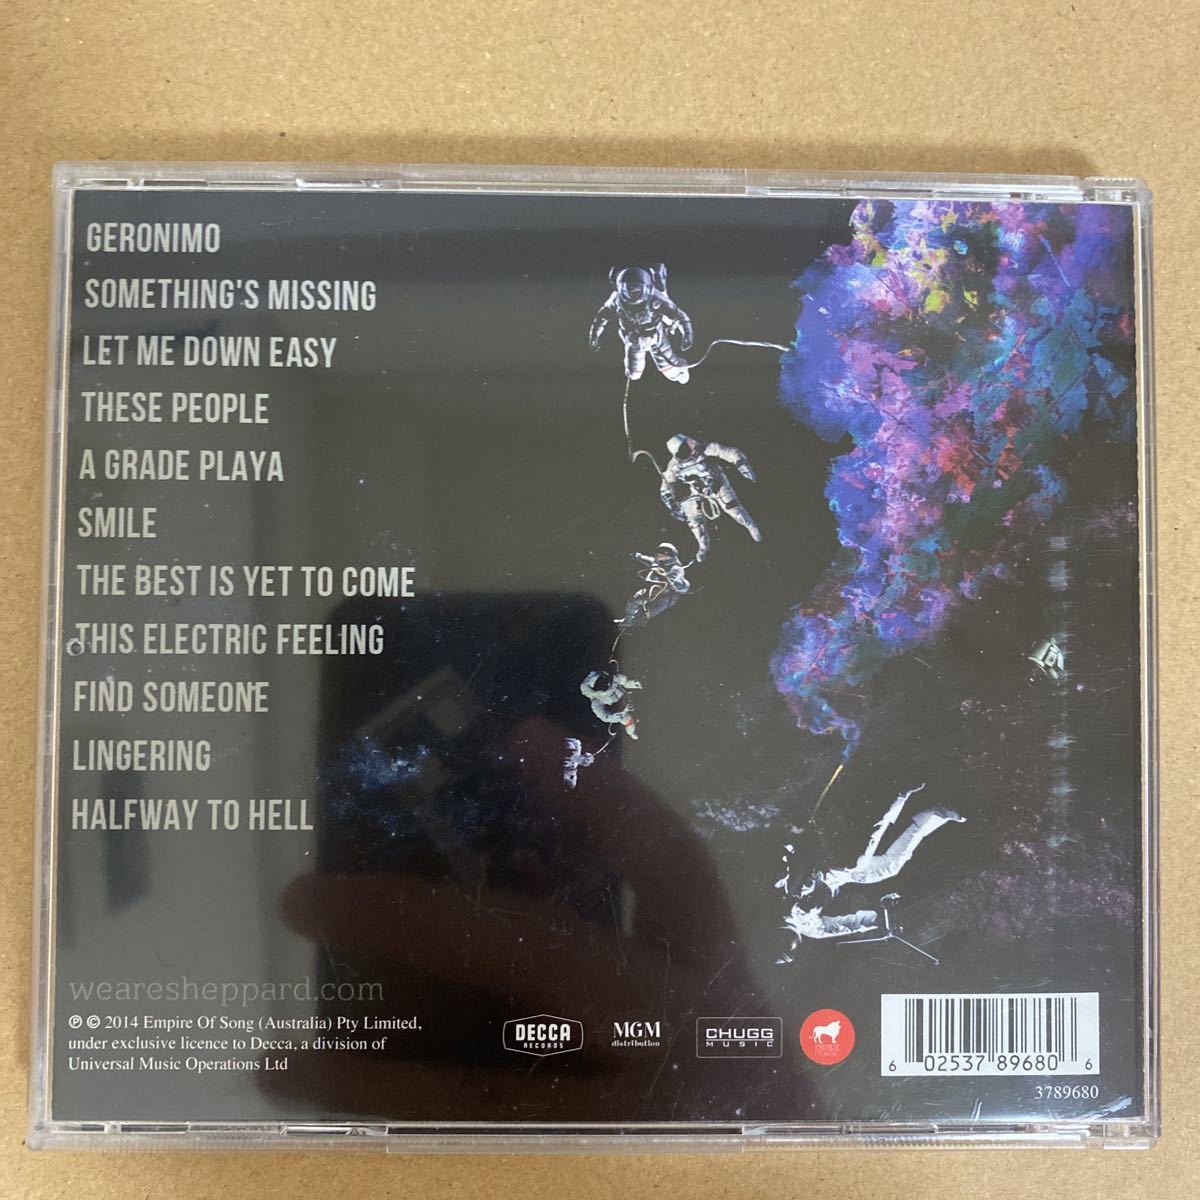 GERONIMO
SOMETHING'S MISSING
LET ME DOWN EASY
THESE PEOPLE
A GRADE PLAYA
SMILE
THE BEST IS YET TO COME
THIS ELECTRIC FEELING
FIND SOMEONE
LINGERING
HALFWAY TO HELL
wearesheppard.com
℗ © 2014 Empire Of Song (Australia) Pty Limited,
under exclusive licence to Decca, a division of
Universal Music Operations Ltd
DECCA
RECORDS
MGM
distribution
CHUGG
MUSIC
6 02537 89680 6
3789680